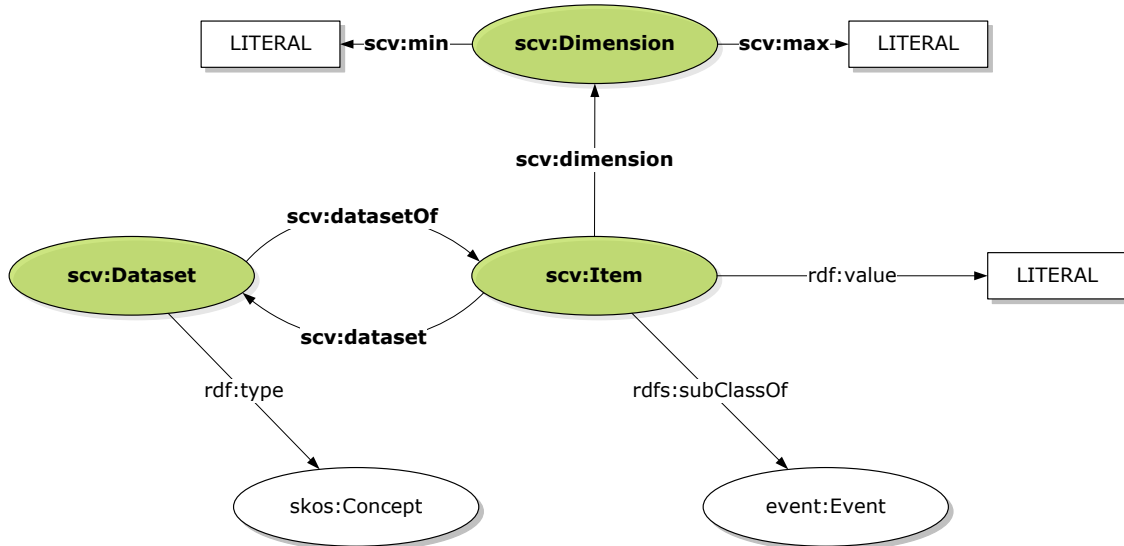 LITERAL
scv:min
scv:Dimension
scv:max
LITERAL
scv:dimension
scv:datasetOf
scv:Dataset
scv:Item
rdf:value
LITERAL
scv:dataset
rdf:type
rdfs:subClassOf
skos:Concept
event:Event